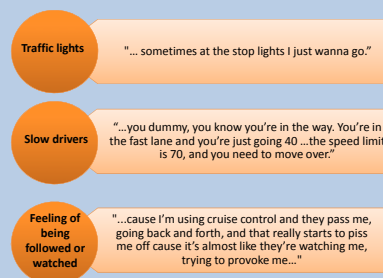 Traffic lights
"... sometimes at the stop lights I just wanna go."
Slow drivers
"...you dummy, you know you're in the way. You're in
the fast lane and you're just going 40 ...the speed limit
is 70, and you need to move over."
Feeling of
being
followed or
watched
"...cause I'm using cruise control and they pass me,
going back and forth, and that really starts to piss
me off cause it's almost like they're watching me,
trying to provoke me..."